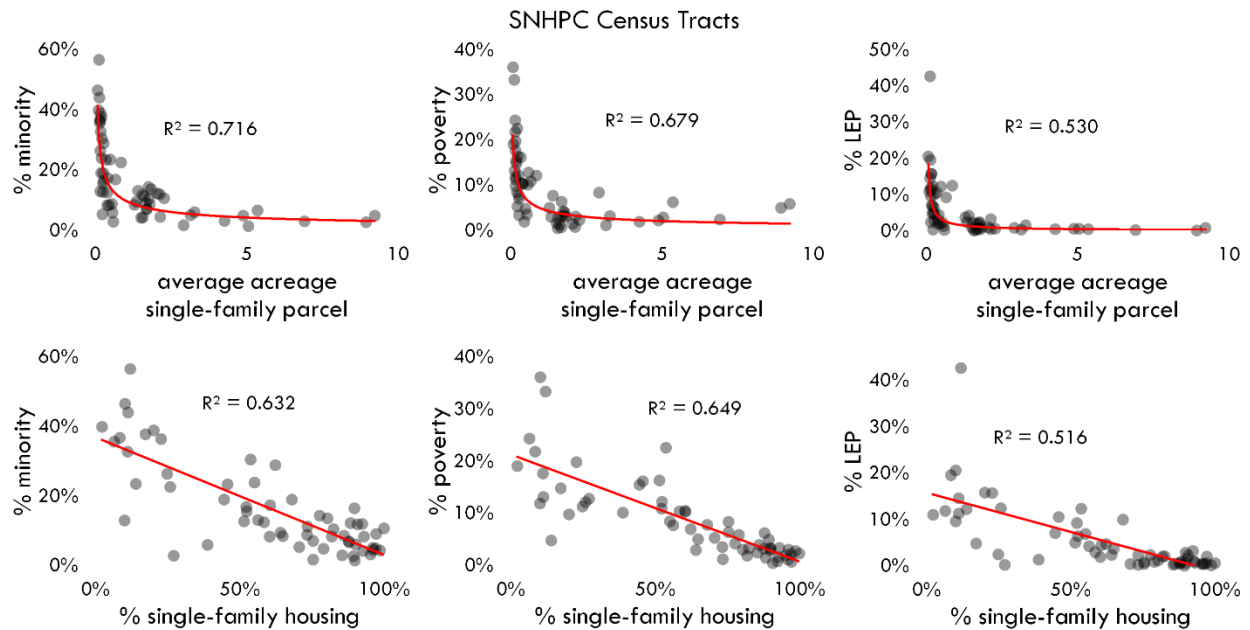 SNHPC Census Tracts
60%
40%
20%
0%
% minority
R² = 0.716
0
5
10
average acreage
single-family parcel
40%
30%
20%
10%
0%
% poverty
R² = 0.679
0
5
10
average acreage
single-family parcel
50%
40%
30%
20%
10%
0%
% LEP
R² = 0.530
0
5
10
average acreage
single-family parcel
60%
40%
20%
0%
% minority
R² = 0.632
0%
50%
100%
% single-family housing
40%
30%
20%
10%
0%
% poverty
R² = 0.649
0%
50%
100%
% single-family housing
40%
30%
20%
10%
0%
% LEP
R² = 0.516
0%
50%
100%
% single-family housing